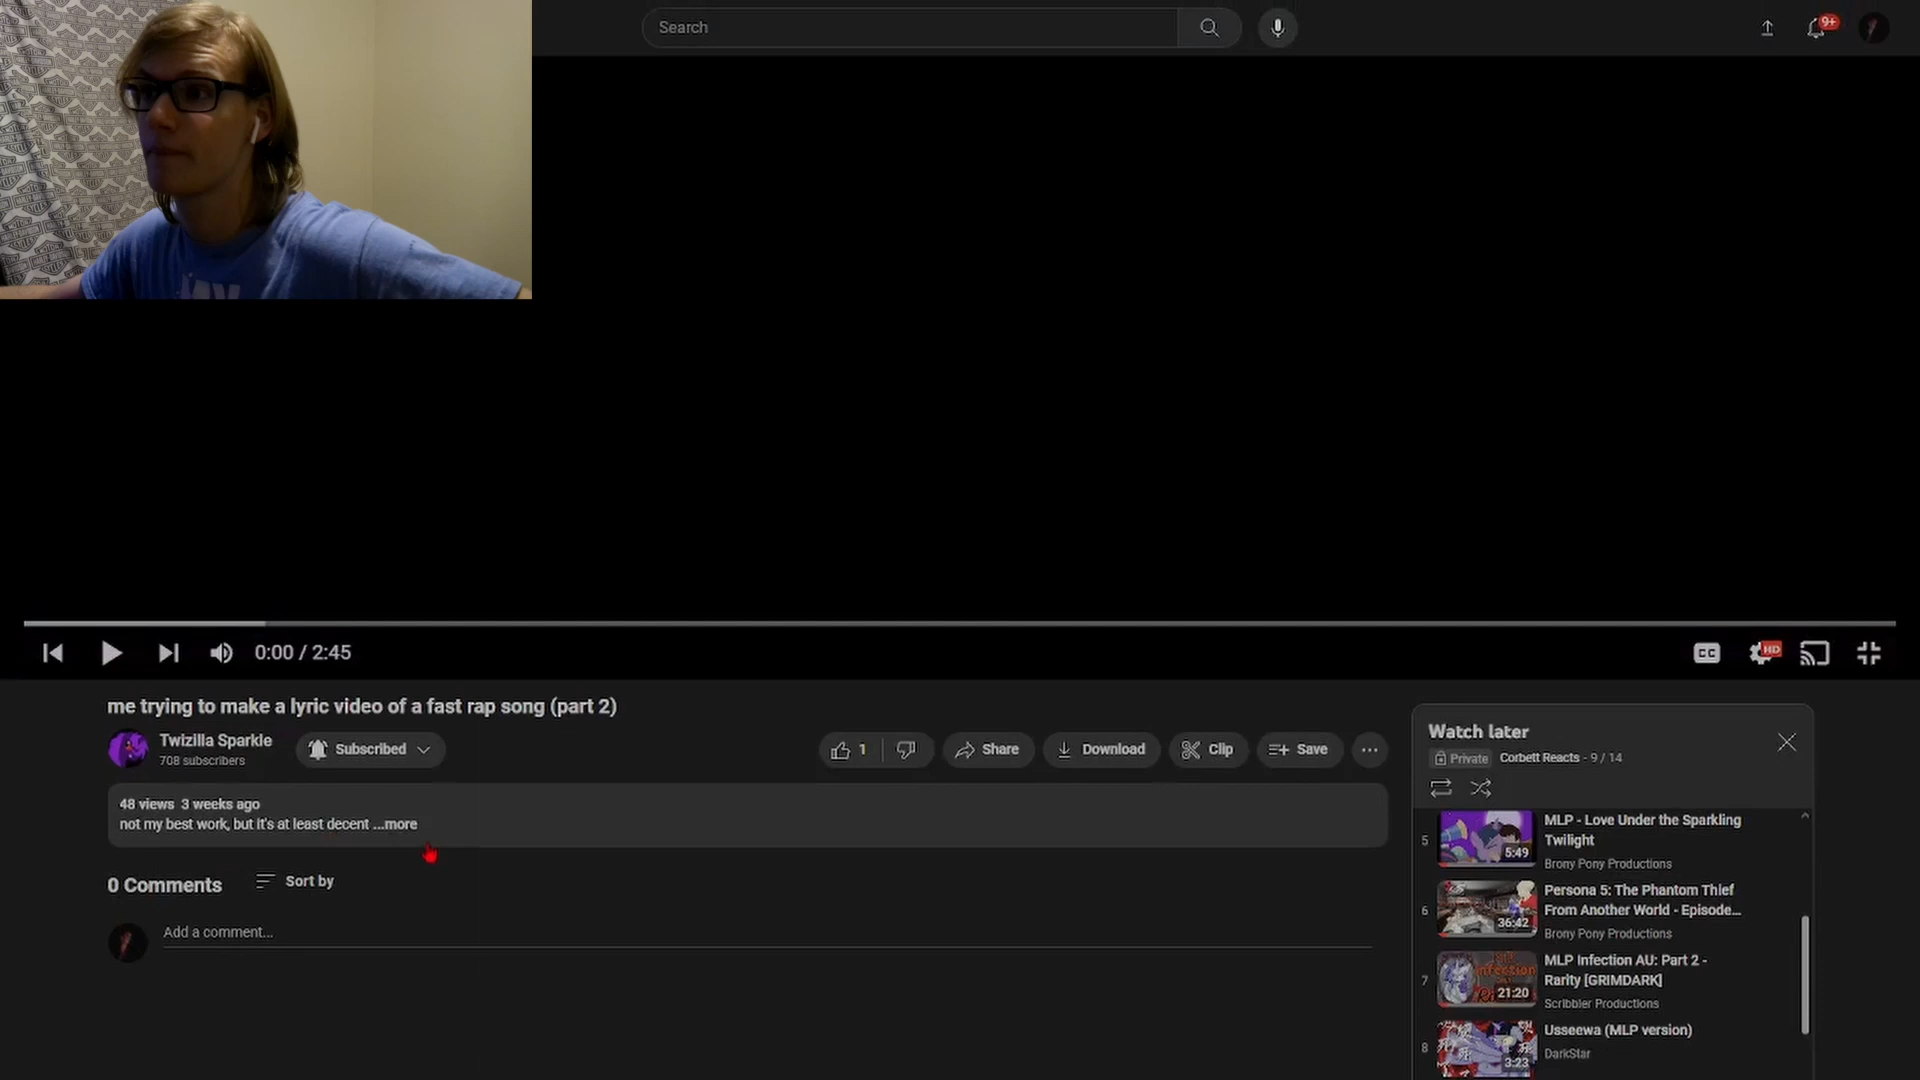 Search
9+
0:00 / 2:45
CC
HD
me trying to make a lyric video of a fast rap song (part 2)
Twizilla Sparkle
708 subscribers
Subscribed
1
Share
Download
Clip
Save
48 views 3 weeks ago
not my best work, but it's at least decent ...more
0 Comments
Sort by
Add a comment...
Watch later
Private
Corbett Reacts - 9 / 14
5
5:49
MLP - Love Under the Sparkling
Twilight
Brony Pony Productions
6
36:42
Persona 5: The Phantom Thief
From Another World - Episode...
Brony Pony Productions
7
21:20
MLP Infection AU: Part 2 -
Rarity [GRIMDARK]
Scribbler Productions
8
3:23
Usseewa (MLP version)
DarkStar